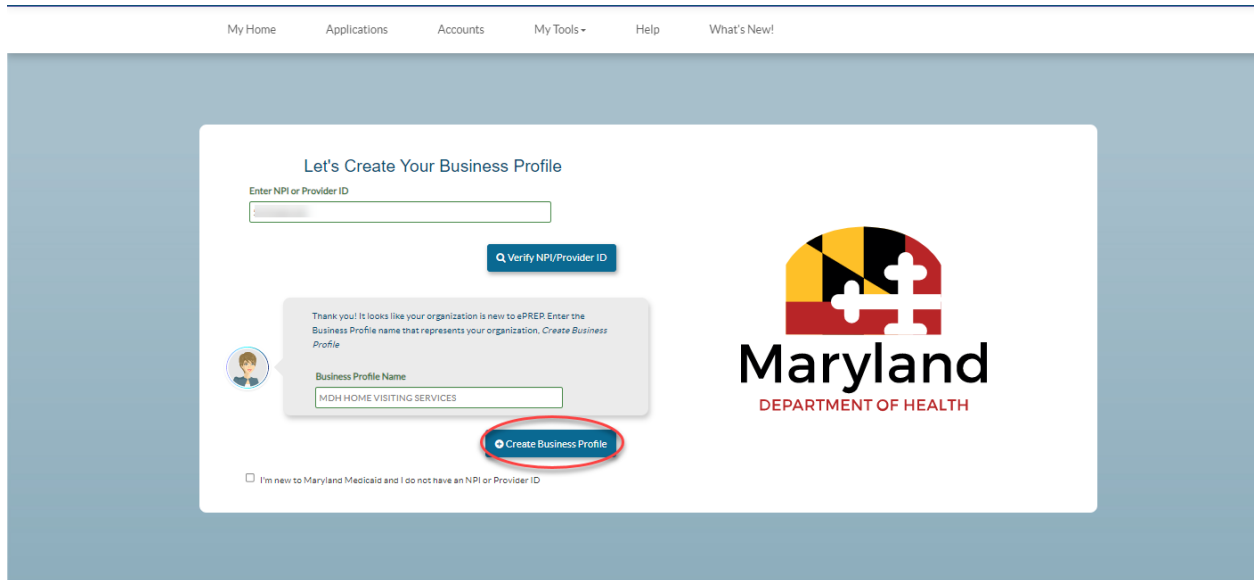 My Home Applications Accounts My Tools Help What's New!
Let's Create Your Business Profile
Enter NPI or Provider ID
Verify NPI/Provider ID
Thank you! It looks like your organization is new to ePREP. Enter the
Business Profile name that represents your organization, Create Business
Profile
Business Profile Name
MDH HOME VISITING SERVICES
Create Business Profile
I'm new to Maryland Medicaid and I do not have an NPI or Provider ID
Maryland
DEPARTMENT OF HEALTH